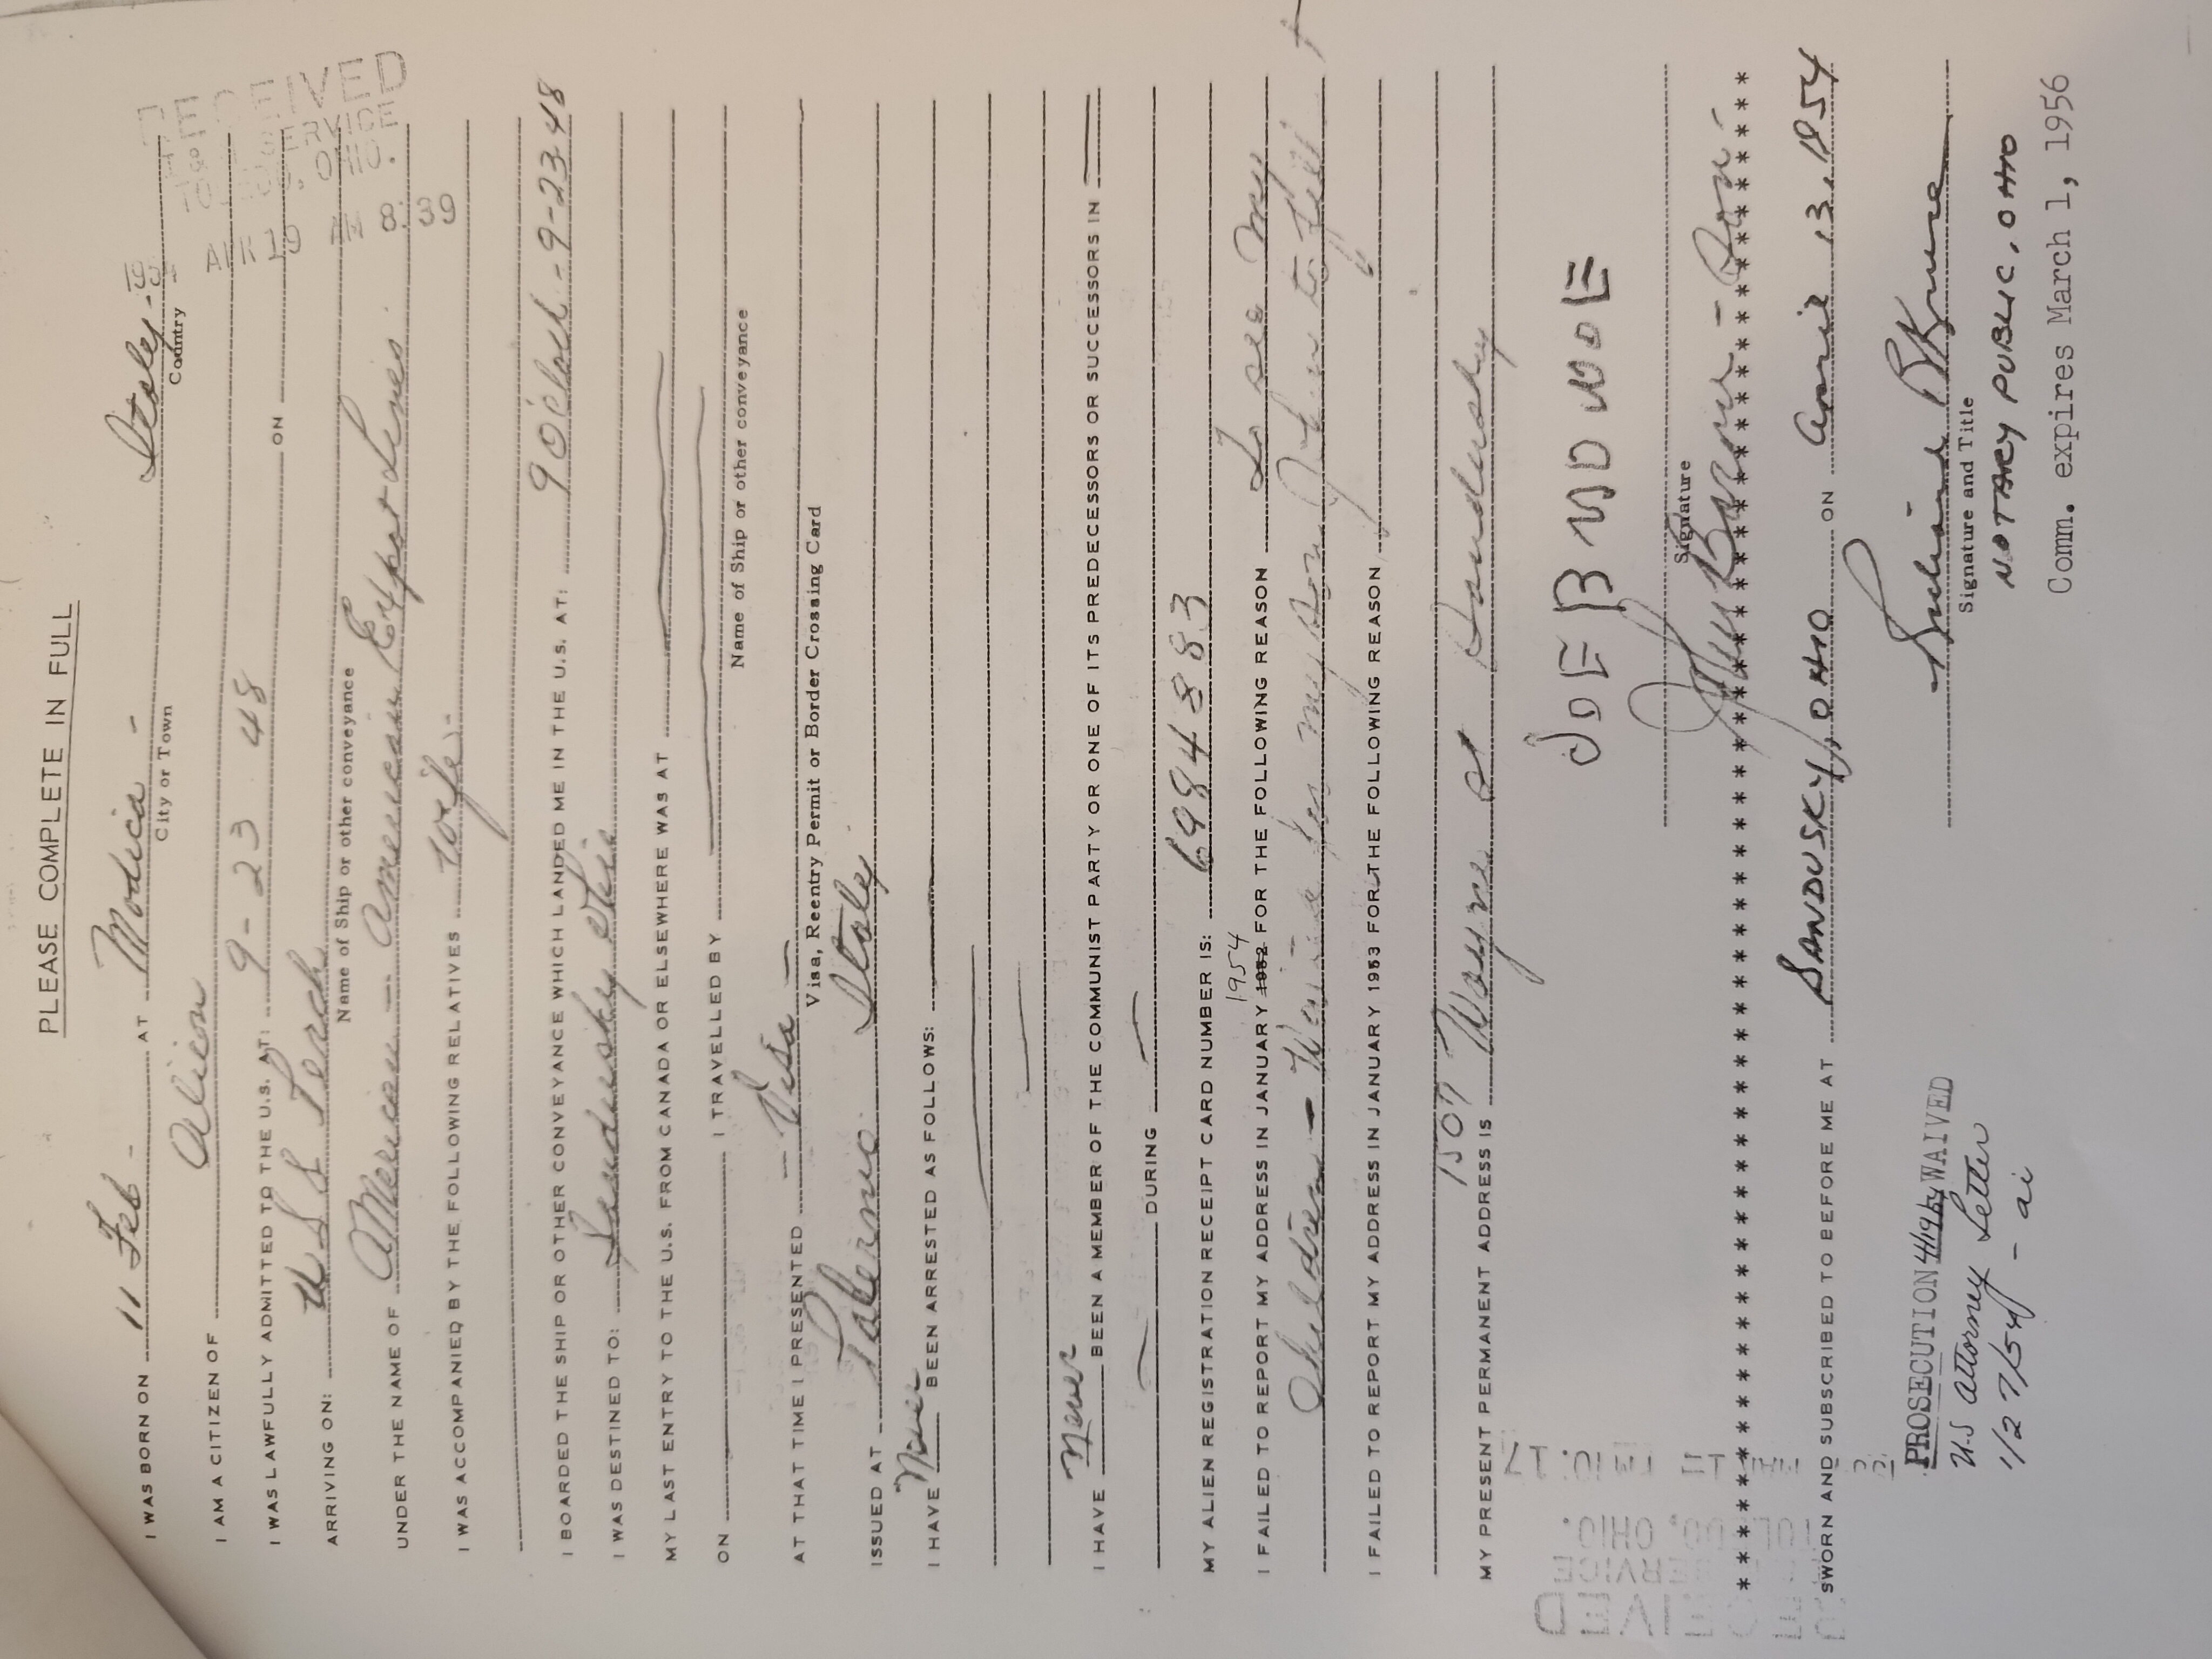 PLEASE COMPLETE IN FULL
I WAS BORN ON 11 Feb - AT Modica - Italy -
City or Town Country
I AM A CITIZEN OF Alien
I WAS LAWFULLY ADMITTED TO THE U.S. AT: 9-23 48 ON
ARRIVING ON: U S S Perch
Name of Ship or other conveyance
UNDER THE NAME OF American - American Expot Lines
I WAS ACCOMPANIED BY THE FOLLOWING RELATIVES wife -
I BOARDED THE SHIP OR OTHER CONVEYANCE WHICH LANDED ME IN THE U.S. AT: 9 O'clock - 9-23-48
I WAS DESTINED TO: Sandusky Ohio
MY LAST ENTRY TO THE U.S. FROM CANADA OR ELSEWHERE WAS AT
ON I TRAVELLED BY
Name of Ship or other conveyance
AT THAT TIME I PRESENTED - Visa -
Visa, Reentry Permit or Border Crossing Card
ISSUED AT Palermo Italy
I HAVE Never BEEN ARRESTED AS FOLLOWS:
I HAVE never BEEN A MEMBER OF THE COMMUNIST PARTY OR ONE OF ITS PREDECESSORS OR SUCCESSORS IN
DURING
MY ALIEN REGISTRATION RECEIPT CARD NUMBER IS: 6984883
1954
I FAILED TO REPORT MY ADDRESS IN JANUARY 1952 FOR THE FOLLOWING REASON To see my
Children - Waited for my son John to fill
I FAILED TO REPORT MY ADDRESS IN JANUARY 1953 FOR THE FOLLOWING REASON
MY PRESENT PERMANENT ADDRESS IS 1507 Wayne st Sandusky
Signature
John Barone - Son -
* * * * * * * * * * * * * * * * * * * * * * * * * * * * * * * * * * * * * * * * * * * * * * * * * * * * * * * * * *
SWORN AND SUBSCRIBED TO BEFORE ME AT SANDUSKY, OHIO ON April 13, 1954
Richard B Kruse
Signature and Title
NOTARY PUBLIC, OHIO
Comm. expires March 1, 1956
PROSECUTION 4/19/54 WAIVED
U.S Attorney Letter
1/27/54 - ai
RECEIVED
SERVICE
TOLEDO, OHIO.
1954 APR 19 AM 8:39
RECEIVED
SERVICE
TOLEDO, OHIO.